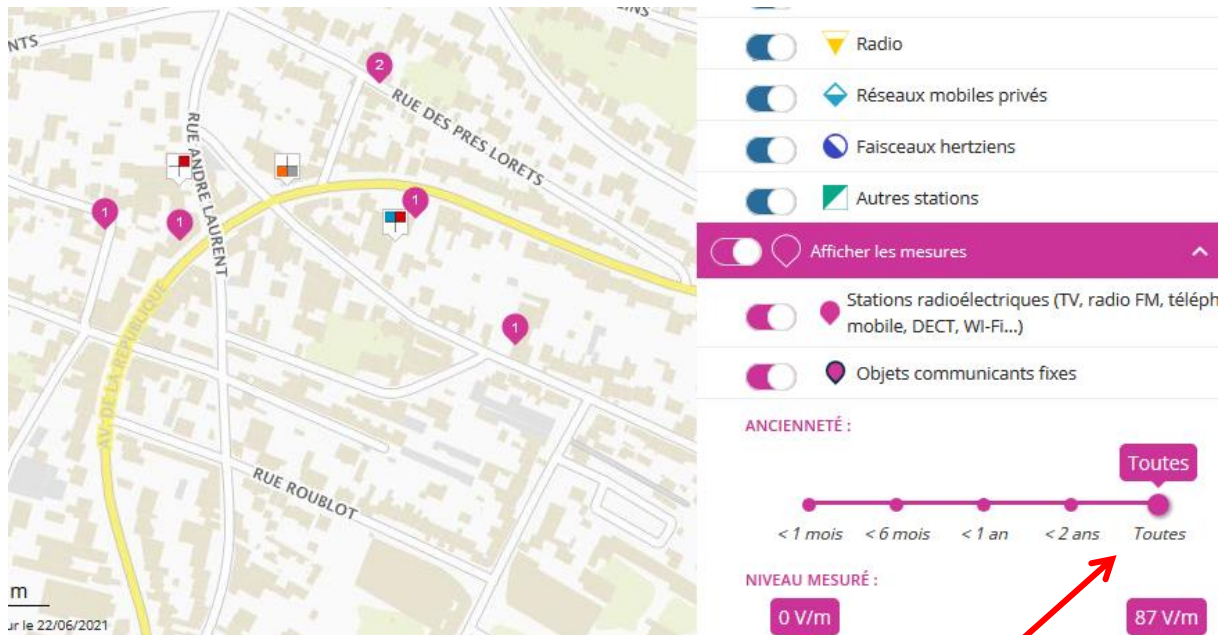 NTS
2
RUE DES PRES LORETS
RUE ANDRE LAURENT
1
1
1
1
AV. DE LA REPUBLIQUE
RUE ROUBLOT
m
ur le 22/06/2021
Radio
Réseaux mobiles privés
Faisceaux hertziens
Autres stations
Afficher les mesures
Stations radioélectriques (TV, radio FM, téléph
mobile, DECT, WI-Fi...)
Objets communicants fixes
ANCIENNETÉ :
Toutes
< 1 mois < 6 mois < 1 an < 2 ans Toutes
NIVEAU MESURÉ :
0 V/m 87 V/m